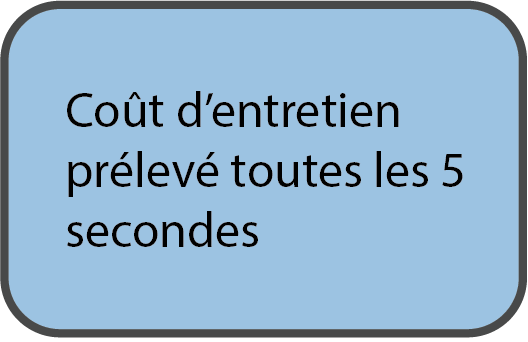 Coût d’entretien
prélevé toutes les 5
secondes